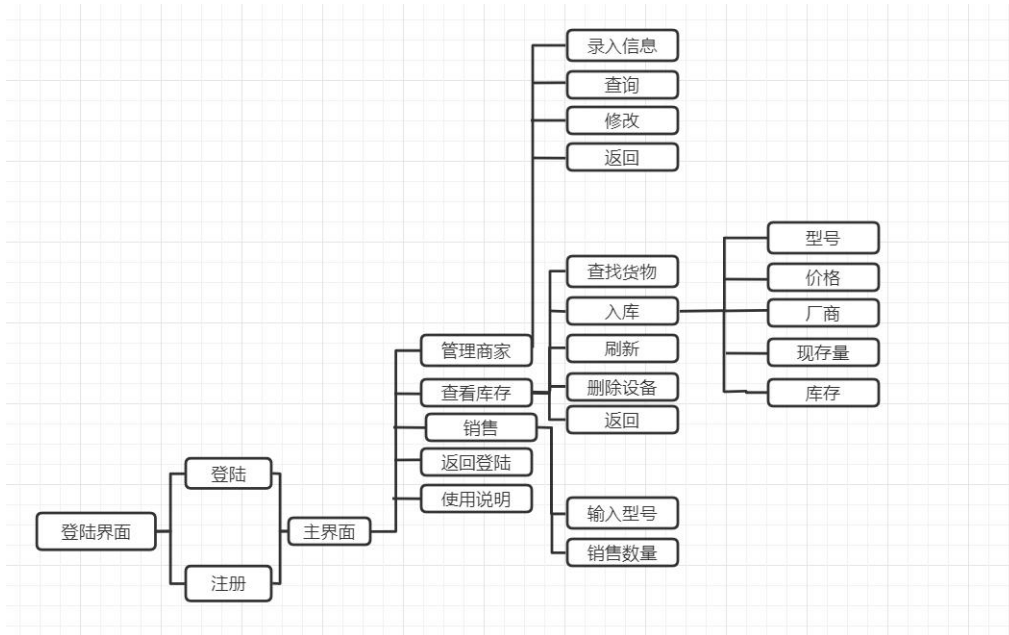 录入信息
查询
修改
返回
型号
查找货物
价格
入库
厂商
管理商家
刷新
现存量
查看库存
删除设备
库存
销售
返回
返回登陆
登陆
使用说明
输入型号
登陆界面
主界面
销售数量
注册